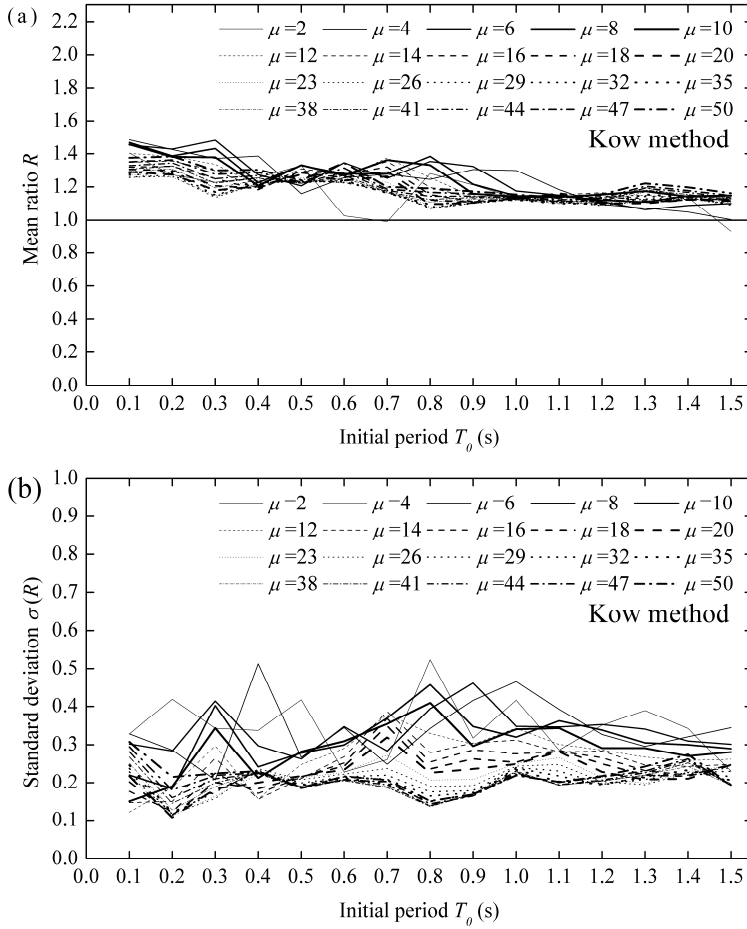 (a)
2.2
2.0
1.8
1.6
1.4
1.2
1.0
0.8
0.6
0.4
0.2
0.0
Mean ratio R
μ=2 μ=4 μ=6 μ=8 μ=10
μ=12 μ=14 μ=16 μ=18 μ=20
μ=23 μ=26 μ=29 μ=32 μ=35
μ=38 μ=41 μ=44 μ=47 μ=50
Kow method
0.0 0.1 0.2 0.3 0.4 0.5 0.6 0.7 0.8 0.9 1.0 1.1 1.2 1.3 1.4 1.5
Initial period T0 (s)
(b)
1.0
0.9
0.8
0.7
0.6
0.5
0.4
0.3
0.2
0.1
0.0
Standard deviation σ(R)
μ−2 μ−4 μ−6 μ−8 μ−10
μ=12 μ=14 μ=16 μ=18 μ=20
μ=23 μ=26 μ=29 μ=32 μ=35
μ=38 μ=41 μ=44 μ=47 μ=50
Kow method
0.0 0.1 0.2 0.3 0.4 0.5 0.6 0.7 0.8 0.9 1.0 1.1 1.2 1.3 1.4 1.5
Initial period T0 (s)